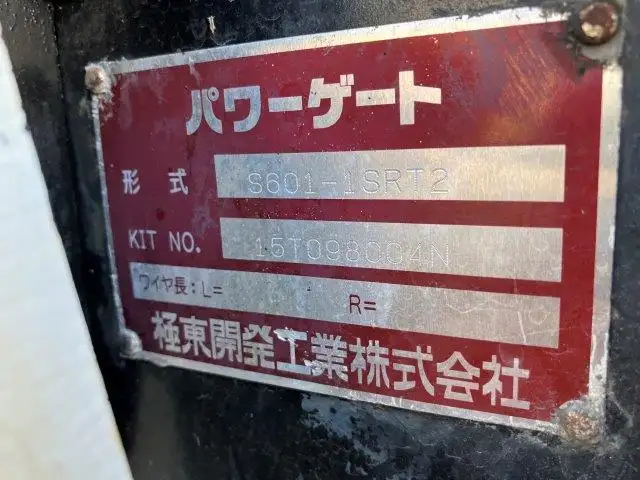 パワーゲート
形式 S601-1SRT2
KIT NO. 15T098004N
ワイヤ長：L= R=
極東開発工業株式会社